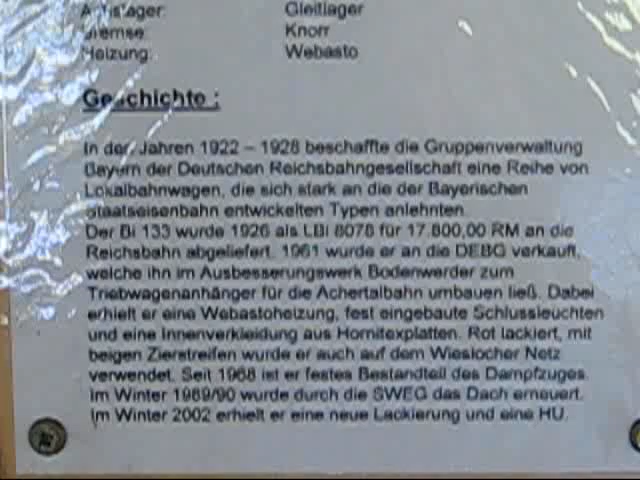 Achslager: Gleitlager
Bremse: Knorr
Heizung: Webasto
Geschichte :
In den Jahren 1922 – 1928 beschaffte die Gruppenverwaltung
Bayern der Deutschen Reichsbahngesellschaft eine Reihe von
Lokalbahnwagen, die sich stark an die der Bayerischen
Staatseisenbahn entwickelten Typen anlehnten.
Der Bi 133 wurde 1926 als LBi 8078 für 17.800,00 RM an die
Reichsbahn abgeliefert. 1961 wurde er an die DEBG verkauft,
welche ihn im Ausbesserungswerk Bodenwerder zum
Triebwagenanhänger für die Achertalbahn umbauen ließ. Dabei
erhielt er eine Webastoheizung, fest eingebaute Schlussleuchten
und eine Innenverkleidung aus Hornitexplatten. Rot lackiert, mit
beigen Zierstreifen wurde er auch auf dem Wieslocher Netz
verwendet. Seit 1968 ist er festes Bestandteil des Dampfzuges.
Im Winter 1989/90 wurde durch die SWEG das Dach erneuert.
Im Winter 2002 erhielt er eine neue Lackierung und eine HU.